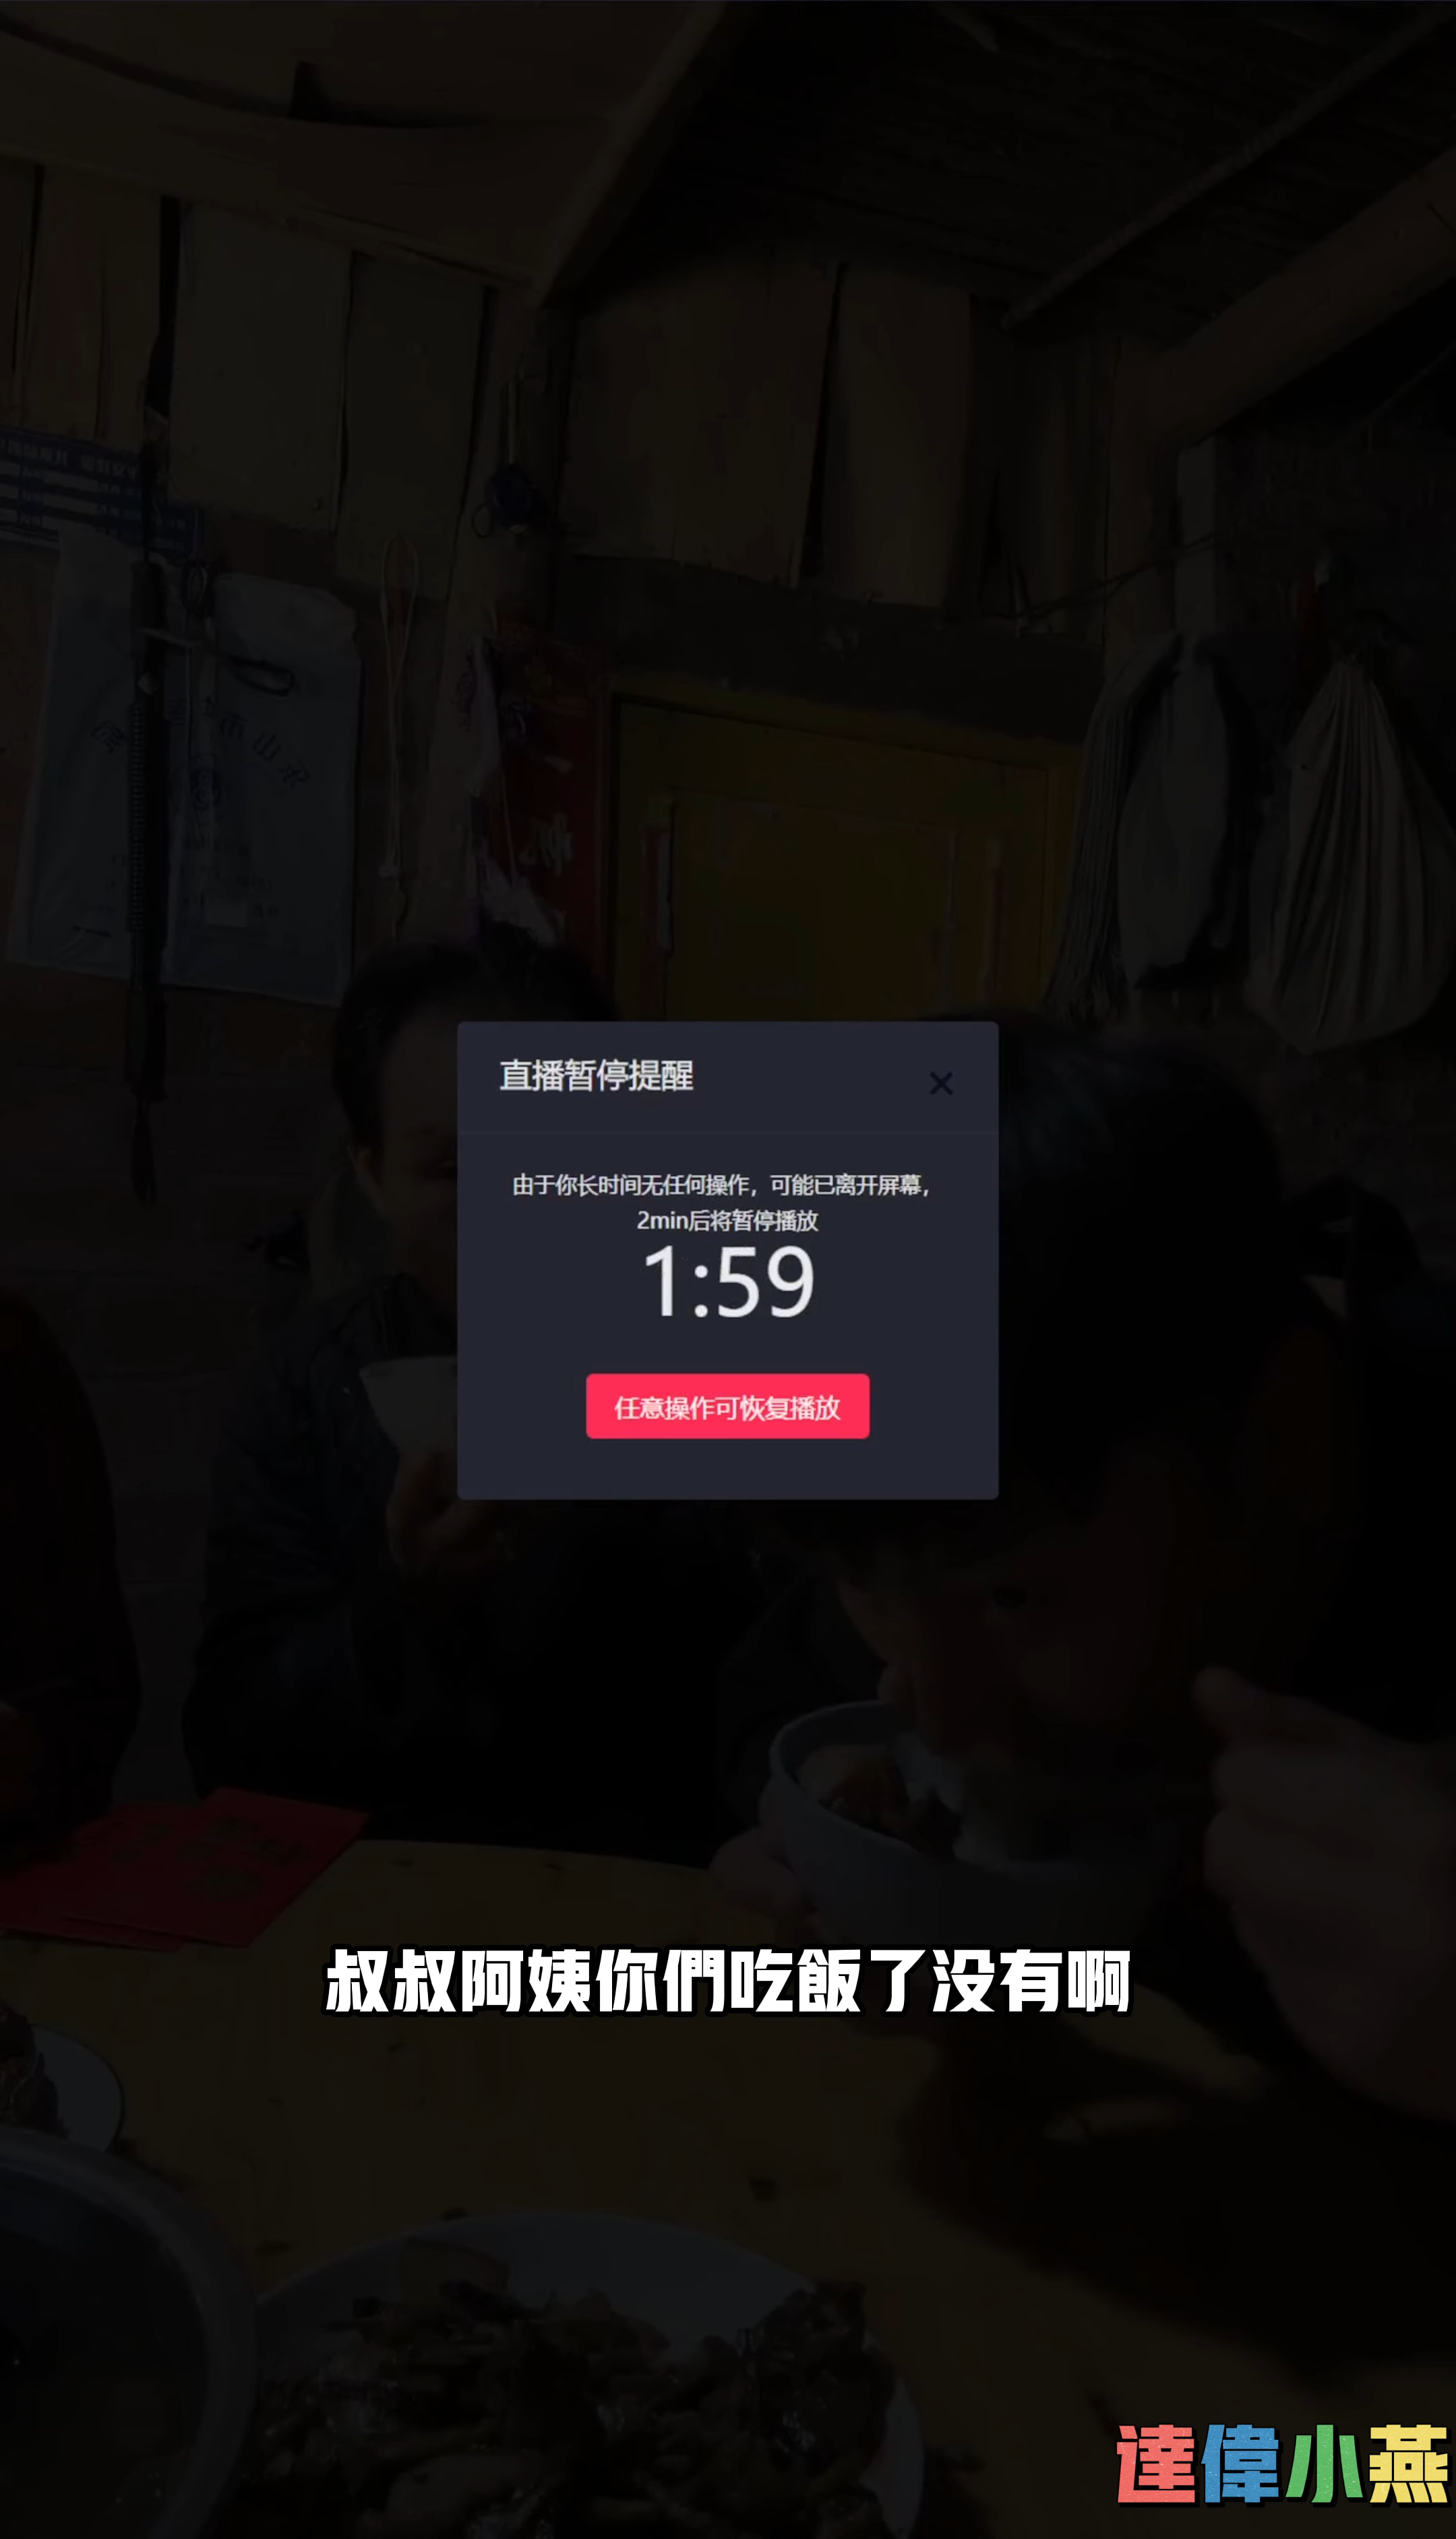 直播暂停提醒
由于你长时间无任何操作，可能已离开屏幕，
2min后将暂停播放
1:59
任意操作可恢复播放
叔叔阿姨你們吃飯了没有啊
達偉小燕